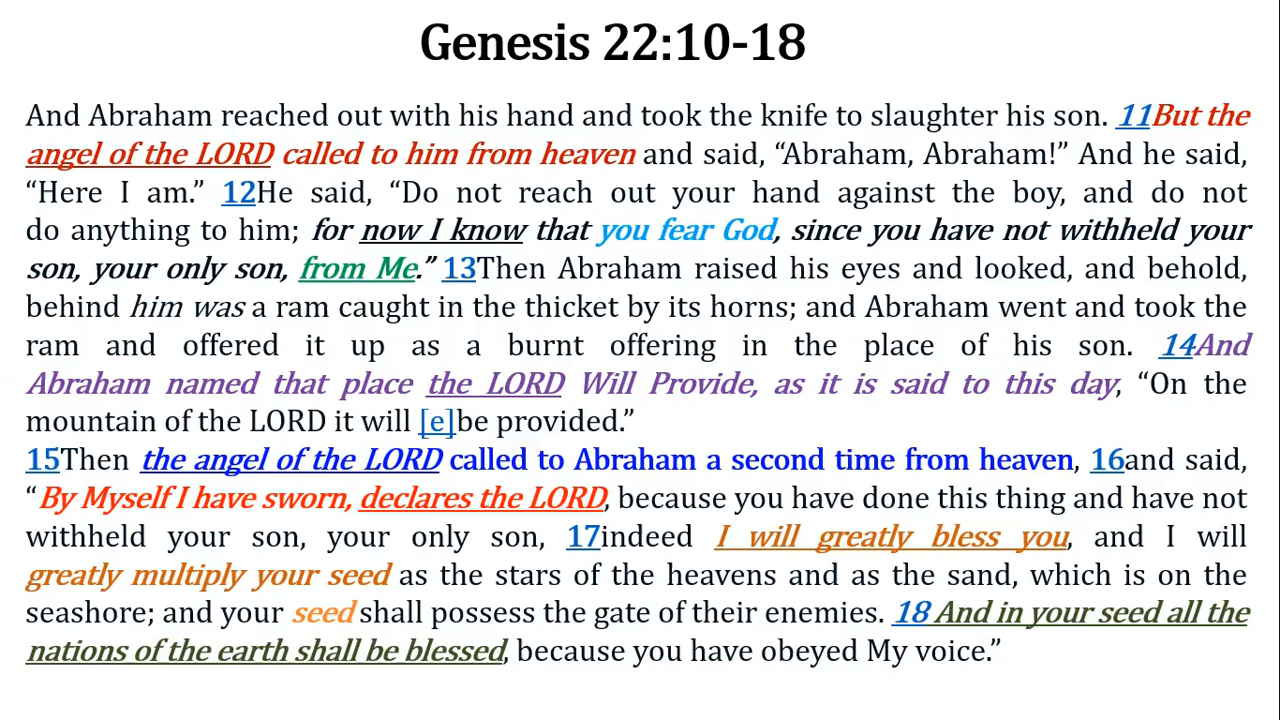 Genesis 22:10-18
And Abraham reached out with his hand and took the knife to slaughter his son. 11But the
angel of the LORD called to him from heaven and said, “Abraham, Abraham!” And he said,
“Here I am.” 12He said, “Do not reach out your hand against the boy, and do not
do anything to him; for now I know that you fear God, since you have not withheld your
son, your only son, from Me.” 13Then Abraham raised his eyes and looked, and behold,
behind him was a ram caught in the thicket by its horns; and Abraham went and took the
ram and offered it up as a burnt offering in the place of his son. 14And
Abraham named that place the LORD Will Provide, as it is said to this day, “On the
mountain of the LORD it will [e]be provided.”
15Then the angel of the LORD called to Abraham a second time from heaven, 16and said,
“By Myself I have sworn, declares the LORD, because you have done this thing and have not
withheld your son, your only son, 17indeed I will greatly bless you, and I will
greatly multiply your seed as the stars of the heavens and as the sand, which is on the
seashore; and your seed shall possess the gate of their enemies. 18 And in your seed all the
nations of the earth shall be blessed, because you have obeyed My voice.”